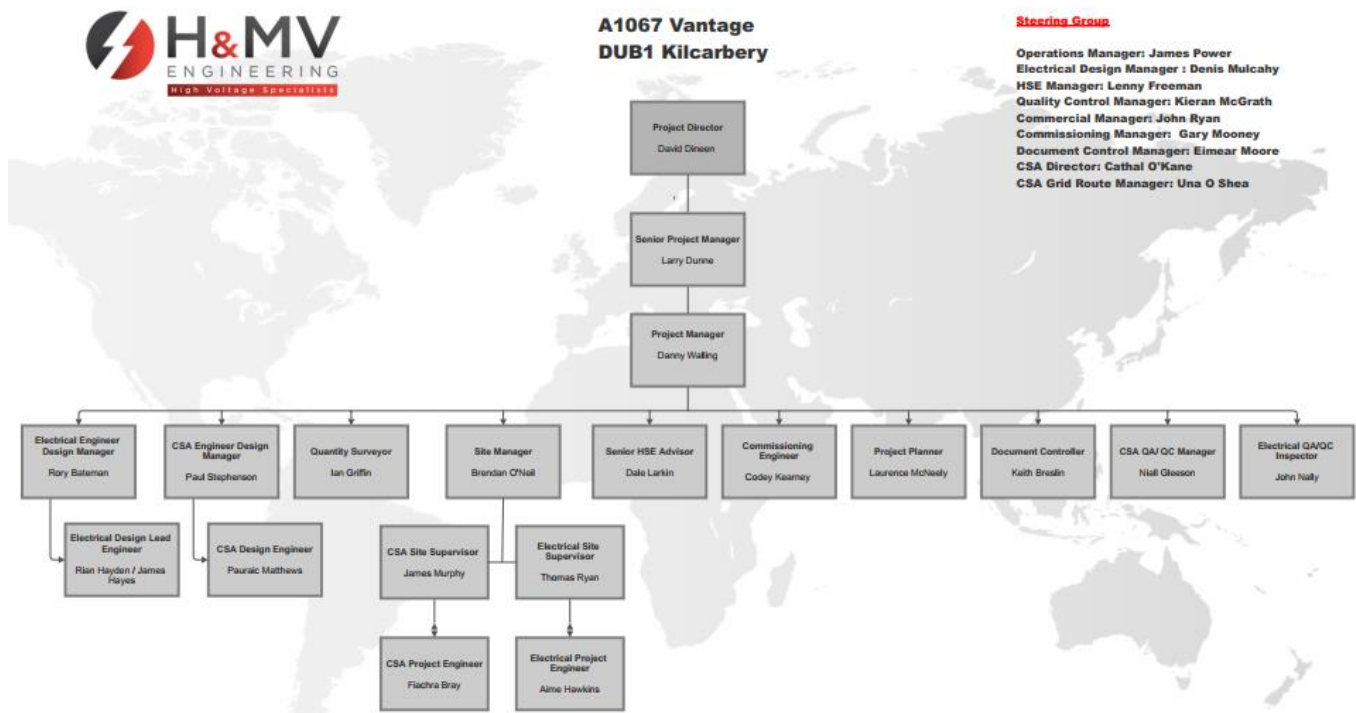 H&MV
ENGINEERING
High Voltage Specialists
A1067 Vantage
DUB1 Kilcarbery
Steering Group
Operations Manager: James Power
Electrical Design Manager : Denis Mulcahy
HSE Manager: Lenny Freeman
Quality Control Manager: Kieran McGrath
Commercial Manager: John Ryan
Commissioning Manager: Gary Mooney
Document Control Manager: Eimear Moore
CSA Director: Cathal O'Kane
CSA Grid Route Manager: Una O Shea
Project Director
David Dineen
Senior Project Manager
Larry Dunne
Project Manager
Danny Walling
Electrical Engineer
Design Manager
Rory Bateman
CSA Engineer Design
Manager
Paul Stephenson
Quantity Surveyor
Ian Griffin
Site Manager
Brendan O'Neil
Senior HSE Advisor
Dale Larkin
Commissioning
Engineer
Codey Kearney
Project Planner
Laurence McNeely
Document Controller
Keith Breslin
CSA QA/ QC Manager
Niall Gleeson
Electrical QA/QC
Inspector
John Nally
Electrical Design Lead
Engineer
Rian Hayden / James
Hayes
CSA Design Engineer
Pauraic Matthews
CSA Site Supervisor
James Murphy
Electrical Site
Supervisor
Thomas Ryan
CSA Project Engineer
Fiachra Bray
Electrical Project
Engineer
Aime Hawkins